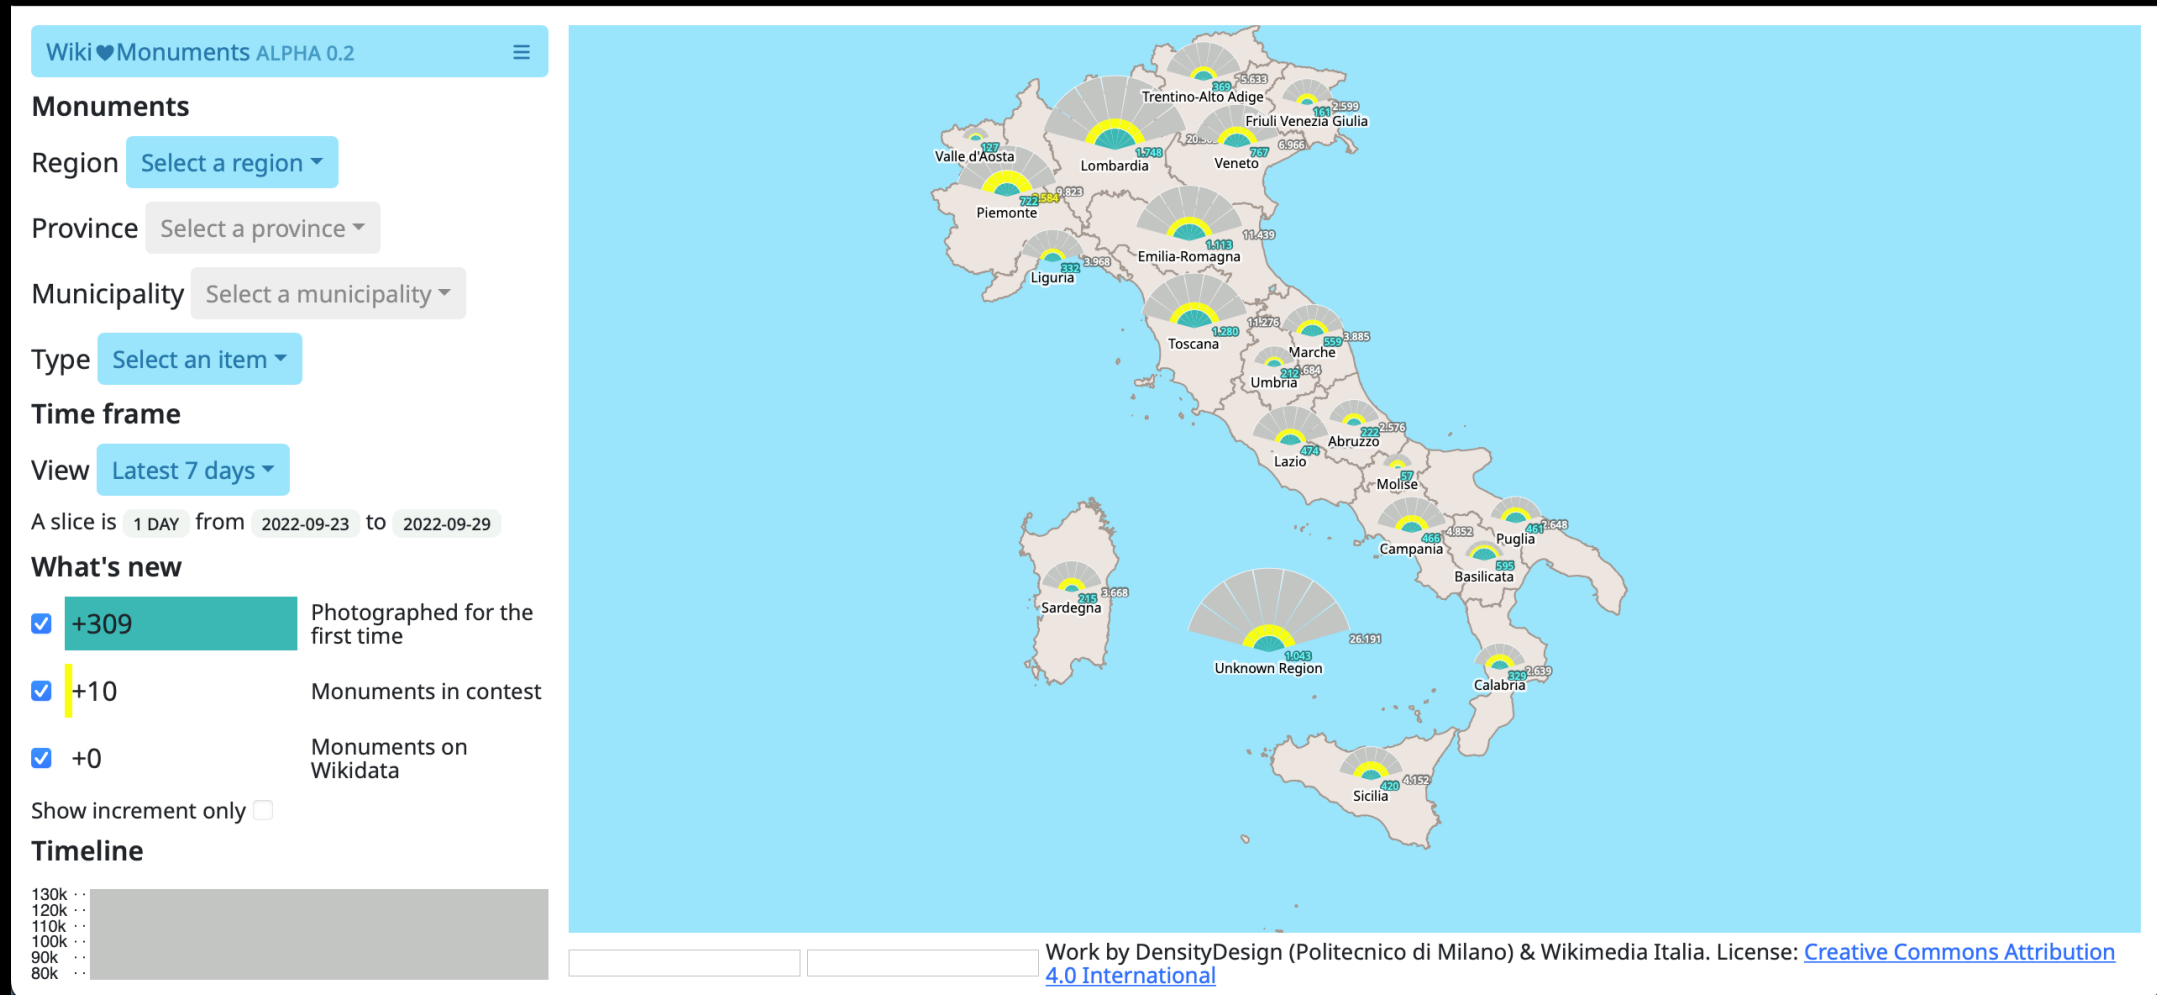 Wiki♥Monuments ALPHA 0.2
Monuments
Region Select a region
Province Select a province
Municipality Select a municipality
Type Select an item
Time frame
View Latest 7 days
A slice is 1 DAY from 2022-09-23 to 2022-09-29
What's new
+309 Photographed for the
first time
+10 Monuments in contest
+0 Monuments on
Wikidata
Show increment only
Timeline
130k
120k
110k
100k
90k
80k
369 5.633
Trentino-Alto Adige
161 2.599
Friuli Venezia Giulia
127
Valle d'Aosta
1.748
Lombardia
767 6.966
Veneto
722 2.584 9.823
Piemonte
1.113 11.439
Emilia-Romagna
332 3.968
Liguria
1.280 11.276
Toscana
559 3.885
Marche
212
Umbria
474
Lazio
222 2.576
Abruzzo
57
Molise
466 4.852
Campania
461
Puglia
595
Basilicata
215 3.668
Sardegna
1.043 26.191
Unknown Region
329 2.639
Calabria
420 4.152
Sicilia
Work by DensityDesign (Politecnico di Milano) & Wikimedia Italia. License: Creative Commons Attribution
4.0 International